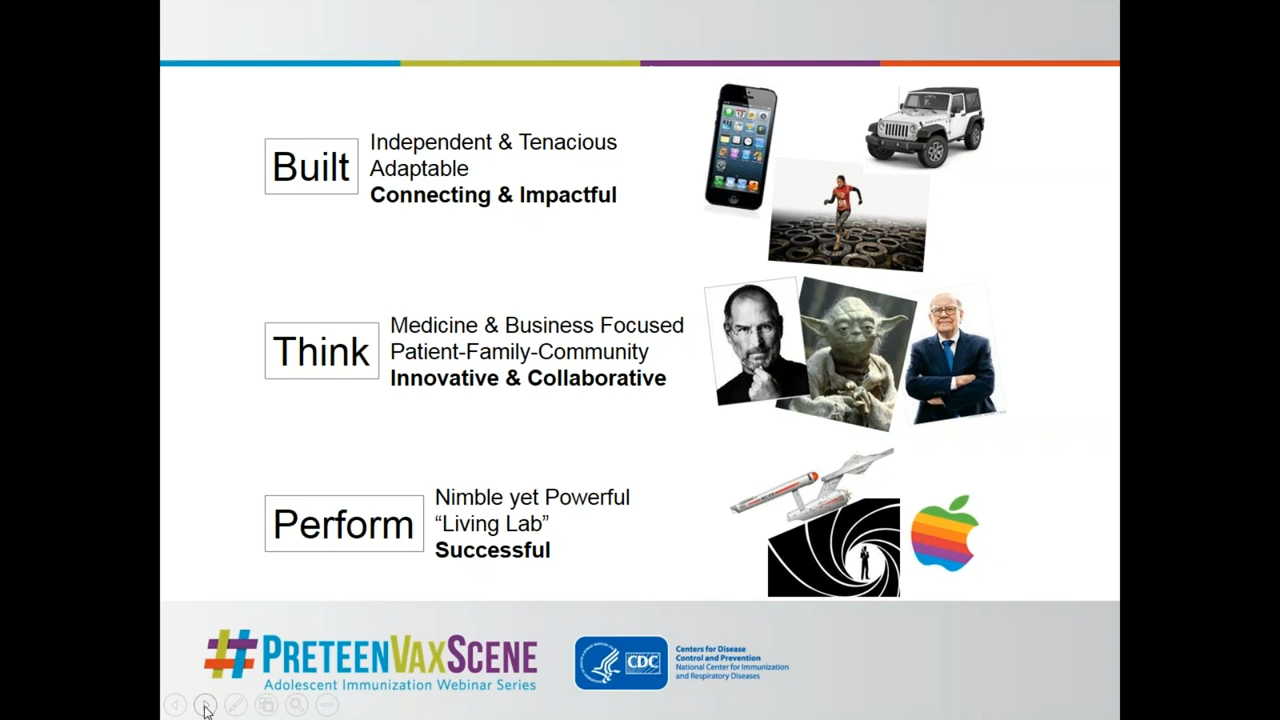 Built
Independent & Tenacious
Adaptable
Connecting & Impactful
Think
Medicine & Business Focused
Patient-Family-Community
Innovative & Collaborative
Perform
Nimble yet Powerful
“Living Lab”
Successful
#PRETEENVAXSCENE
Adolescent Immunization Webinar Series
CDC
Centers for Disease
Control and Prevention
National Center for Immunization
and Respiratory Diseases